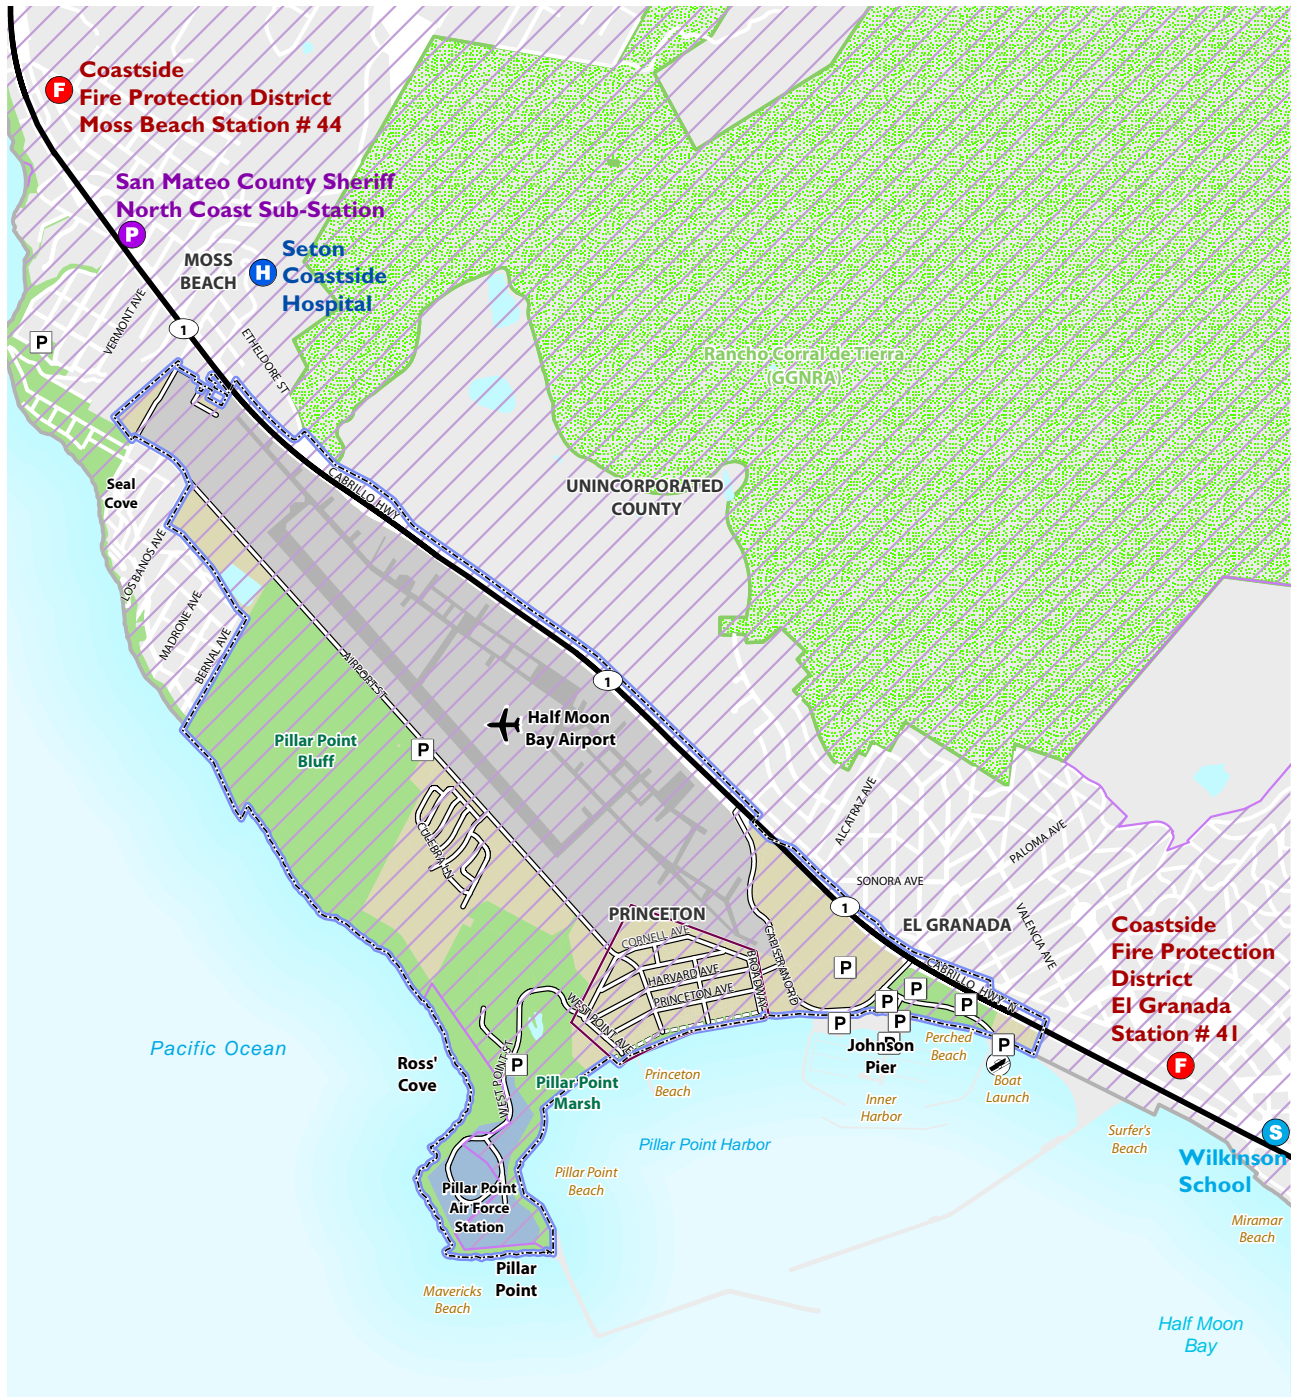 Coastside
Fire Protection District
Moss Beach Station # 44
F
San Mateo County Sheriff
North Coast Sub-Station
P
MOSS
BEACH
H
Seton
Coastside
Hospital
VERMONT AVE
1
P
ETHELDORE ST
Rancho Corral de Tierra
(GGNRA)
Seal
Cove
CABRILLO HWY
UNINCORPORATED
COUNTY
LOS BANOS AVE
MADRONE AVE
BERNAL AVE
AIRPORT ST
1
Half Moon
Bay Airport
Pillar Point
Bluff
P
ALCATRAZ AVE
PALOMA AVE
CULEBRA LN
SONORA AVE
1
VALENCIA AVE
PRINCETON
EL GRANADA
CORNELL AVE
HARVARD AVE
PRINCETON AVE
BROADWAY
CAPISTRANO RD
WEST POINT AVE
CABRILLO HWY N
P
P
P
P
P
P
P
P
Coastside
Fire Protection
District
El Granada
Station # 41
F
Pacific Ocean
Ross'
Cove
WEST POINT ST
P
Pillar Point
Marsh
Princeton
Beach
Johnson
Pier
Perched
Beach
Boat
Launch
Inner
Harbor
Surfer's
Beach
S
Wilkinson
School
Pillar Point Harbor
Pillar Point
Beach
Pillar Point
Air Force
Station
Miramar
Beach
Pillar
Point
Mavericks
Beach
Half Moon
Bay